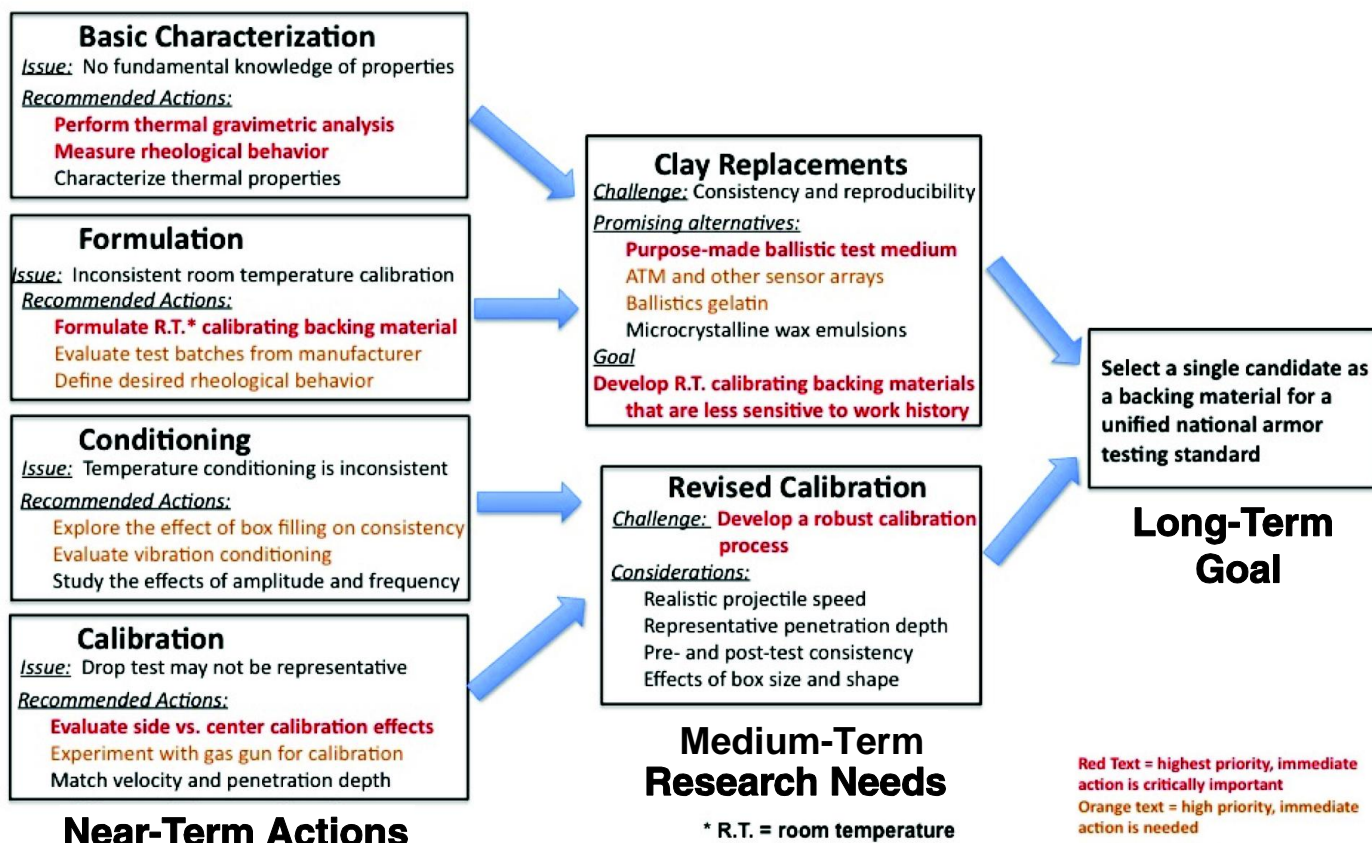 Basic Characterization
Issue: No fundamental knowledge of properties
Recommended Actions:
Perform thermal gravimetric analysis
Measure rheological behavior
Characterize thermal properties
Formulation
Issue: Inconsistent room temperature calibration
Recommended Actions:
Formulate R.T.* calibrating backing material
Evaluate test batches from manufacturer
Define desired rheological behavior
Conditioning
Issue: Temperature conditioning is inconsistent
Recommended Actions:
Explore the effect of box filling on consistency
Evaluate vibration conditioning
Study the effects of amplitude and frequency
Calibration
Issue: Drop test may not be representative
Recommended Actions:
Evaluate side vs. center calibration effects
Experiment with gas gun for calibration
Match velocity and penetration depth
Near-Term Actions
Clay Replacements
Challenge: Consistency and reproducibility
Promising alternatives:
Purpose-made ballistic test medium
ATM and other sensor arrays
Ballistics gelatin
Microcrystalline wax emulsions
Goal
Develop R.T. calibrating backing materials
that are less sensitive to work history
Revised Calibration
Challenge: Develop a robust calibration
process
Considerations:
Realistic projectile speed
Representative penetration depth
Pre- and post-test consistency
Effects of box size and shape
Medium-Term
Research Needs
* R.T. = room temperature
Select a single candidate as
a backing material for a
unified national armor
testing standard
Long-Term
Goal
Red Text = highest priority, immediate
action is critically important
Orange text = high priority, immediate
action is needed